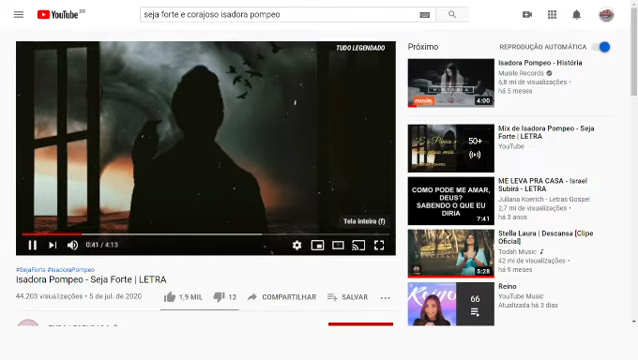 YouTube BR
seja forte e corajoso isadora pompeo
TUDO LEGENDADO
Tela inteira (f)
0:41 / 4:13
#SejaForte #IsadoraPompeo
Isadora Pompeo - Seja Forte | LETRA
44.203 visualizações • 5 de jul. de 2020
1,9 MIL
12
COMPARTILHAR
SALVAR
Próximo
REPRODUÇÃO AUTOMÁTICA
HISTÓRIA
musile
4:00
Isadora Pompeo - História
Musile Records
6,8 mi de visualizações •
há 5 meses
50+
Mix de Isadora Pompeo - Seja
Forte | LETRA
YouTube
COMO PODE ME AMAR,
DEUS?
SABENDO O QUE EU
DIRIA
7:41
ME LEVA PRA CASA - Israel
Subirá - LETRA
Juliana Koerich - Letras Gospel
2,7 mi de visualizações •
há 2 anos
5:28
Stella Laura | Descansa [Clipe
Oficial]
Todah Music
42 mi de visualizações •
há 9 meses
Reino
66
Reino
YouTube Music
Atualizada há 3 dias